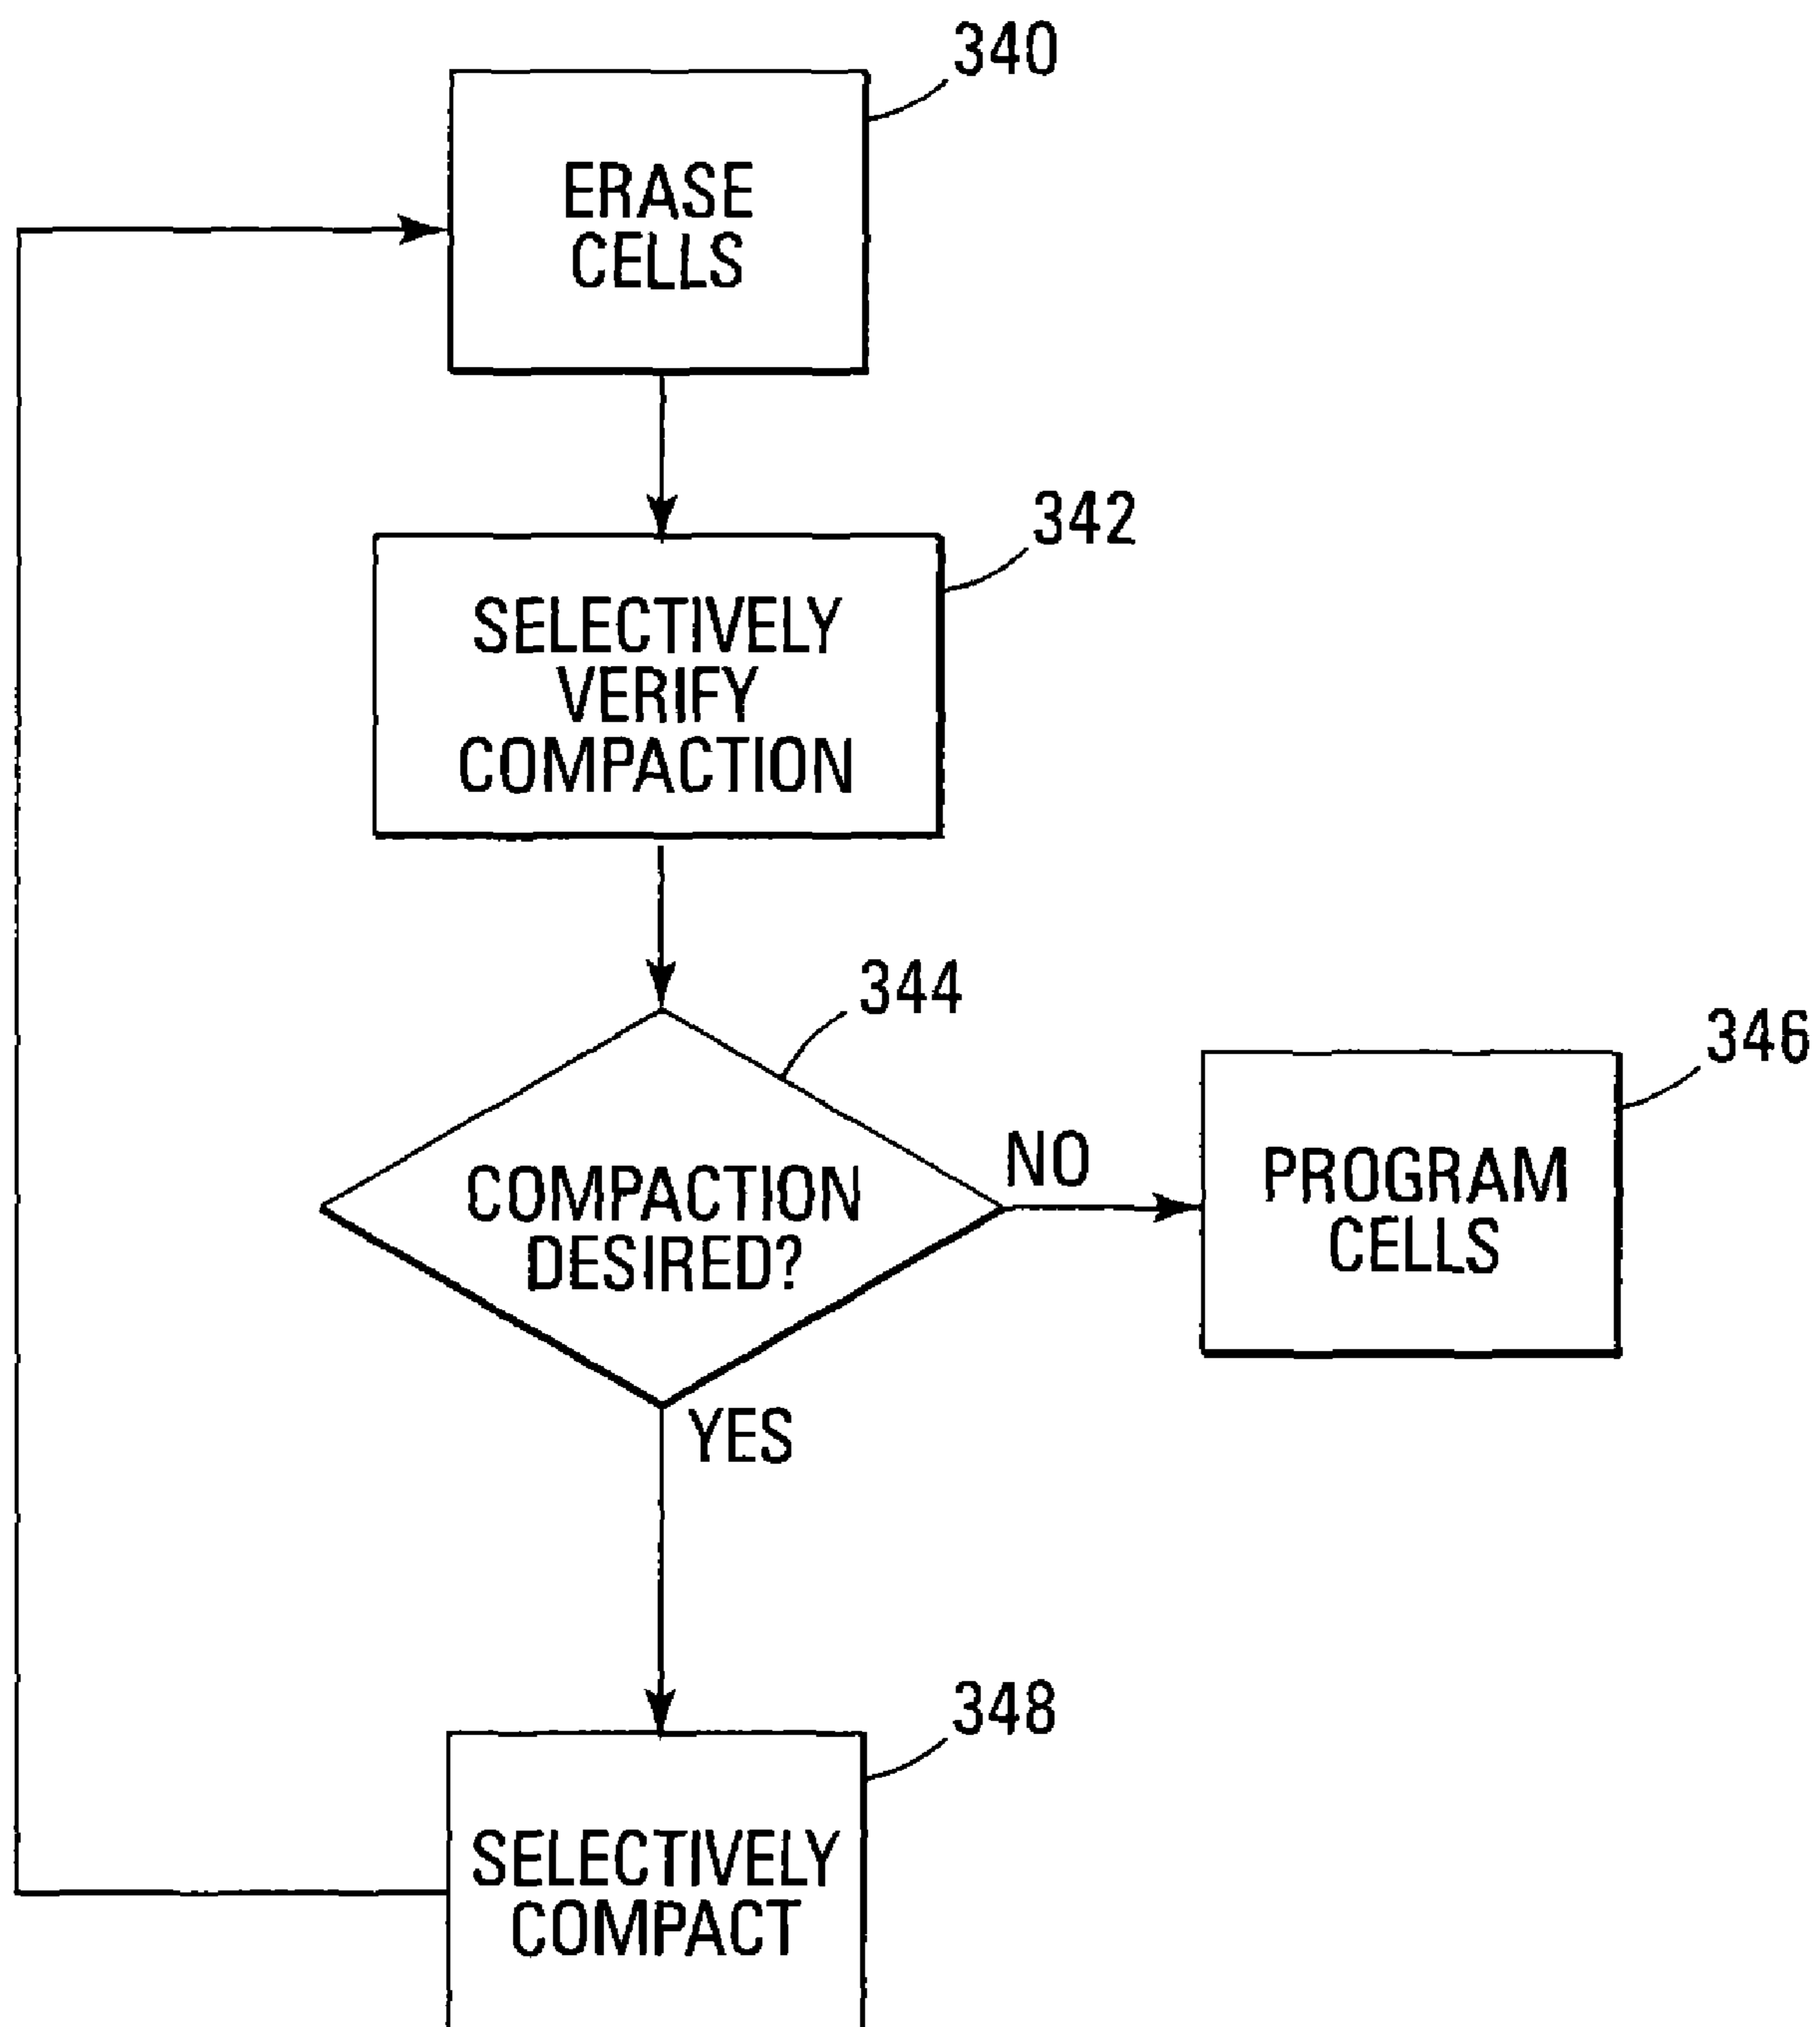 340
ERASE
CELLS
342
SELECTIVELY
VERIFY
COMPACTION
344
COMPACTION
DESIRED?
NO
346
PROGRAM
CELLS
YES
348
SELECTIVELY
COMPACT